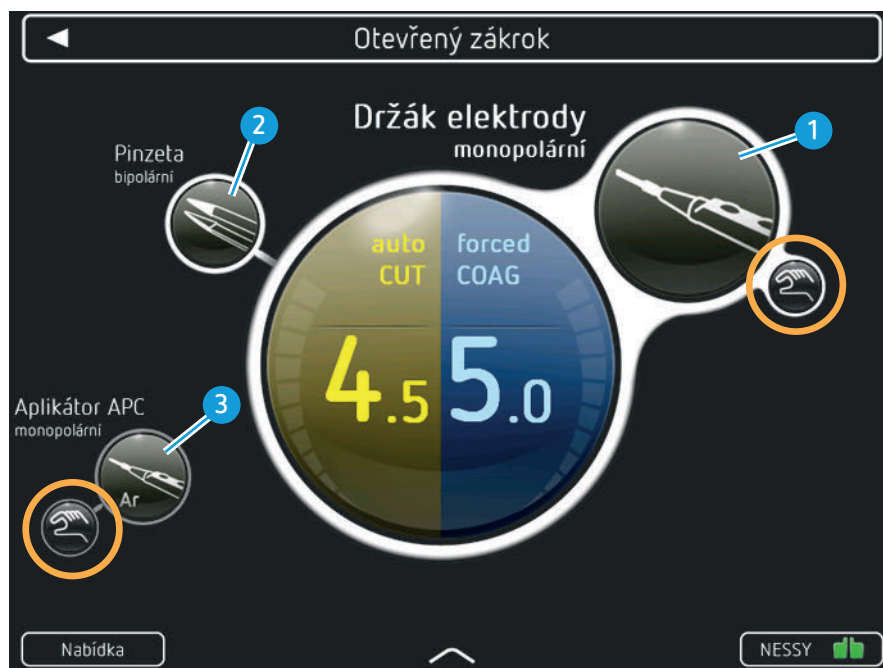 Otevřený zákrok
Držák elektrody
monopolární
1
2
Pinzeta
bipolární
auto
CUT
forced
COAG
4.5
5.0
Aplikátor APC
monopolární
3
Ar
Nabídka
NESSY